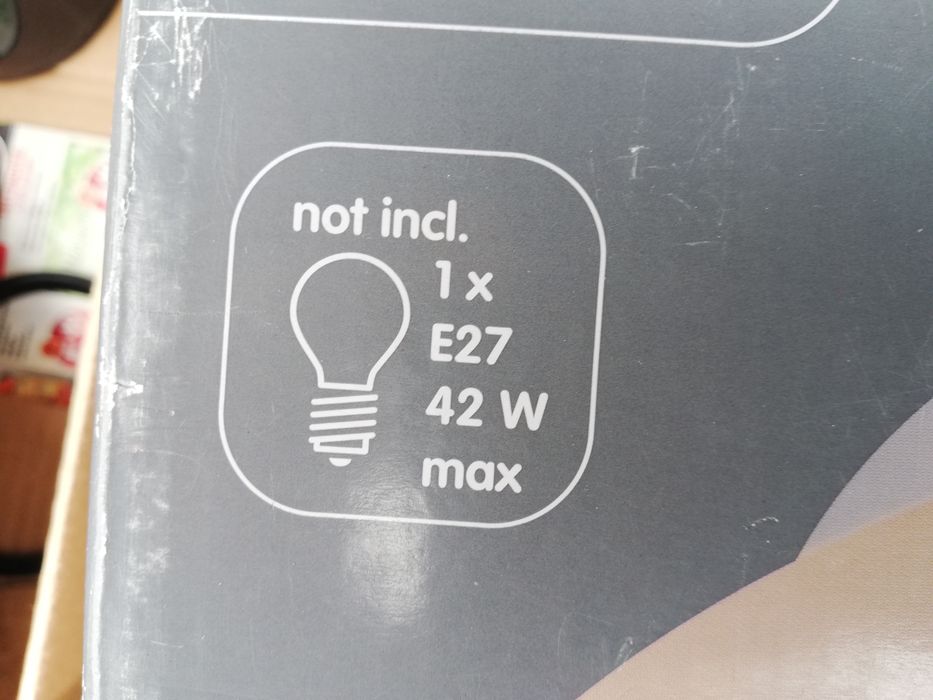 not incl.
1 x
E27
42 W
max